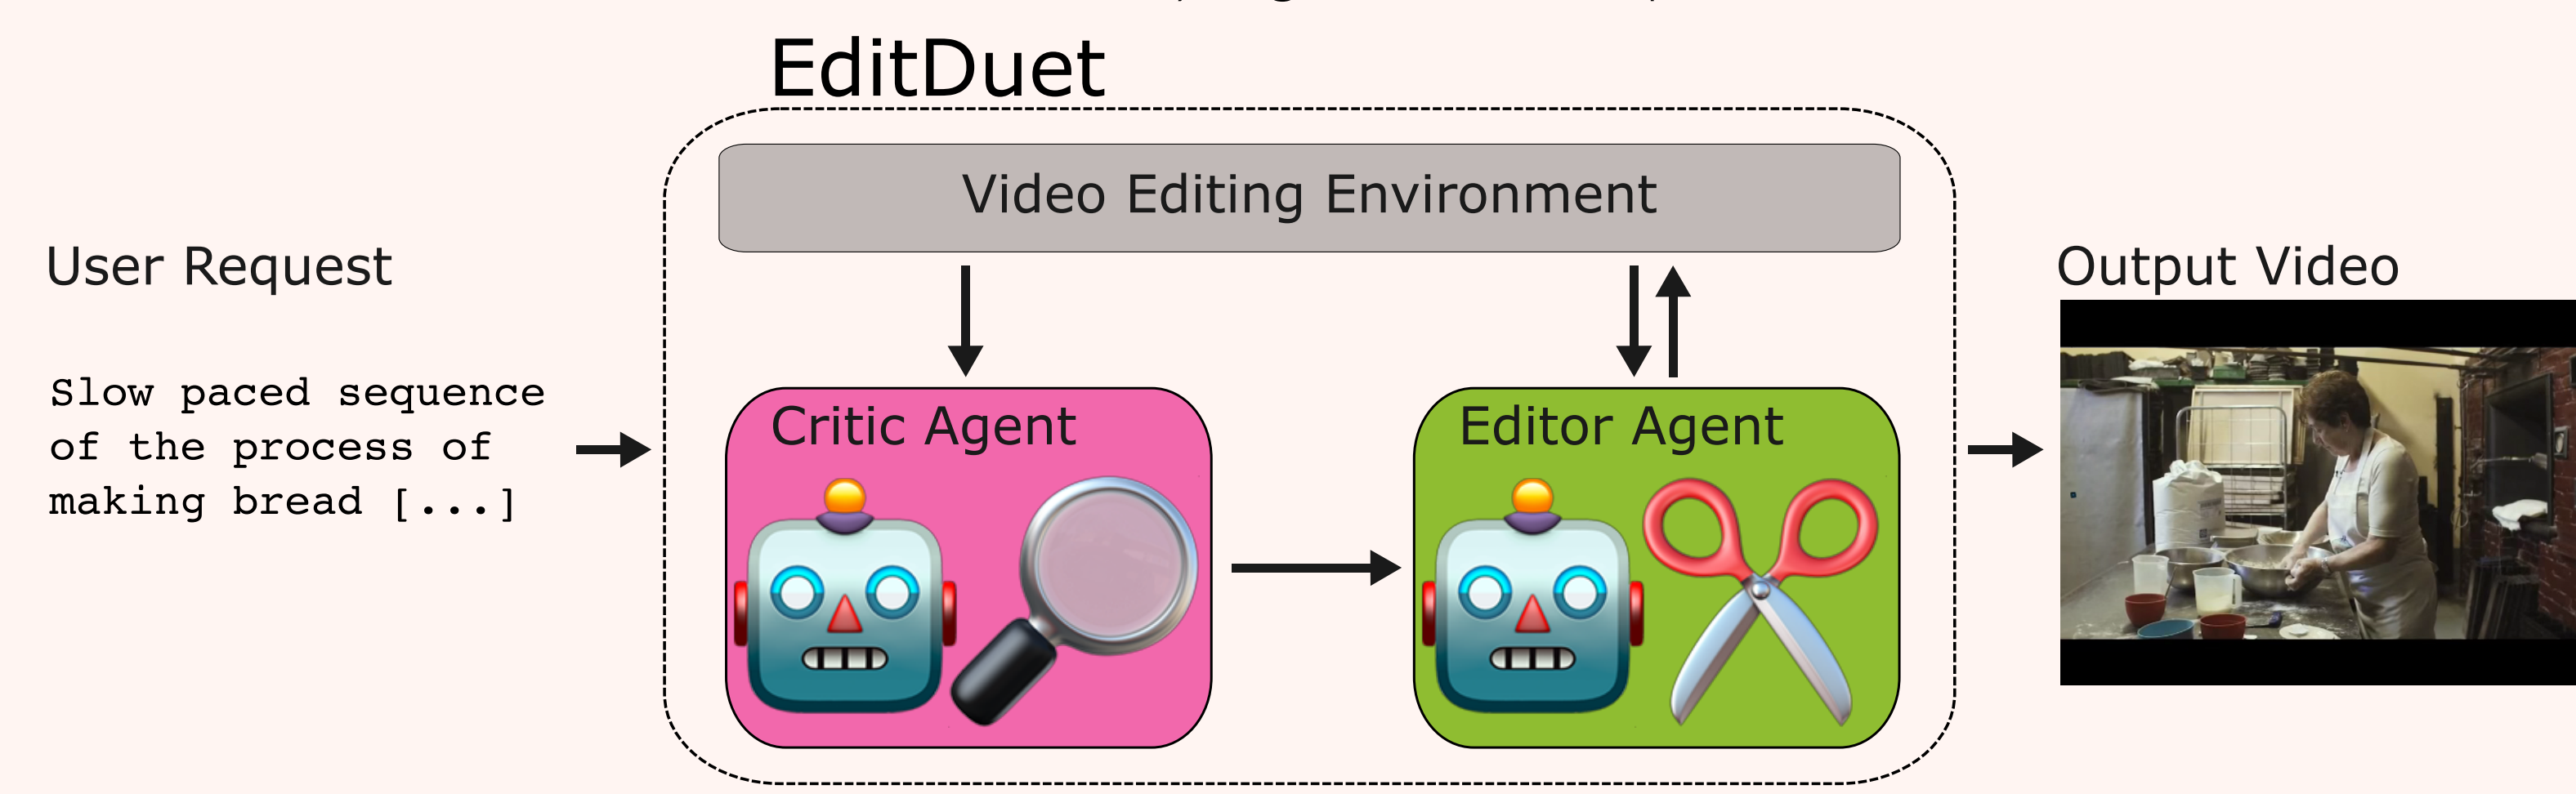 EditDuet
Video Editing Environment
User Request
Slow paced sequence
of the process of
making bread [...]
Critic Agent
Editor Agent
Output Video